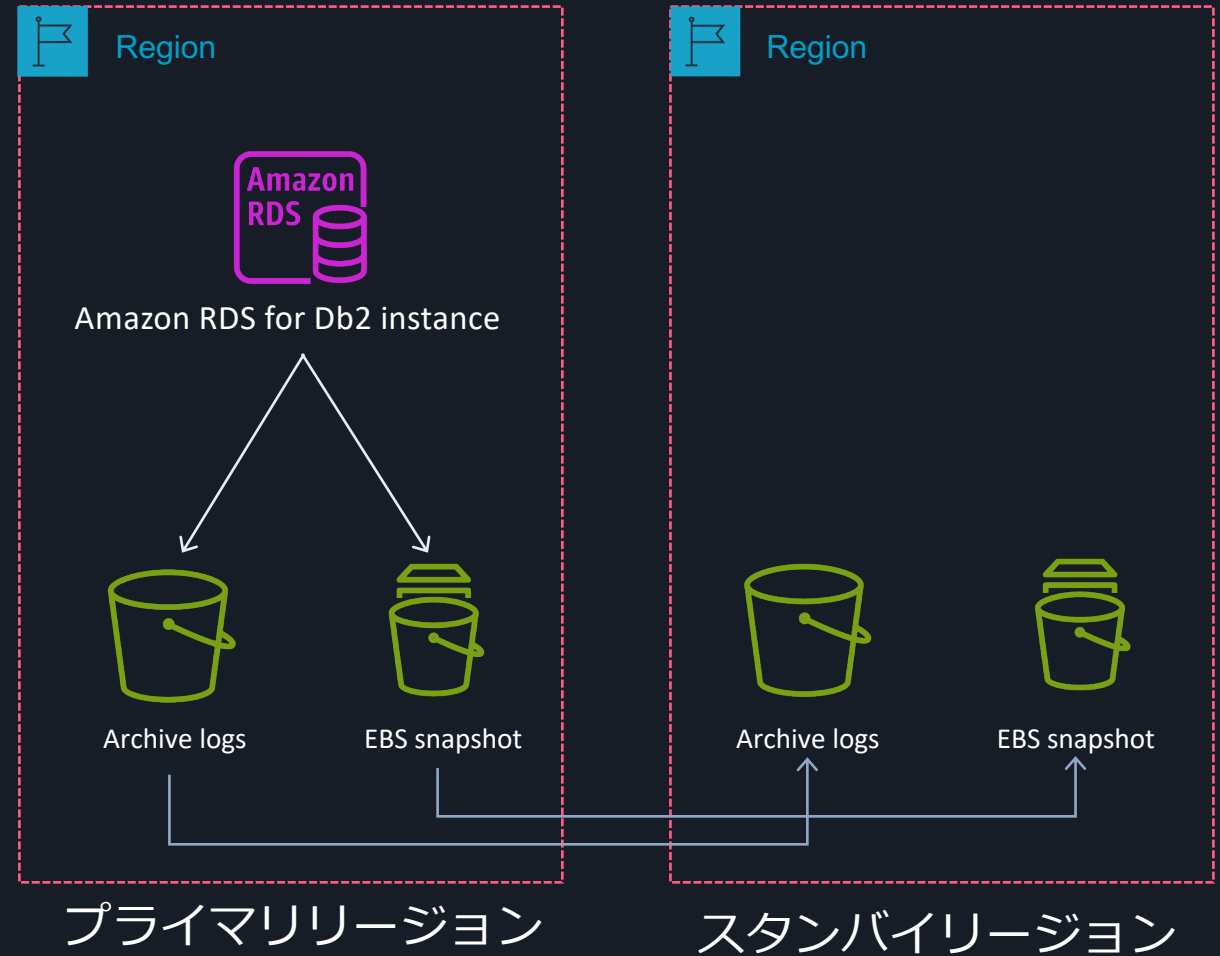 Region
Region
Amazon
RDS
Amazon RDS for Db2 instance
Archive logs
EBS snapshot
Archive logs
EBS snapshot
プライマリリージョン
スタンバイリージョン